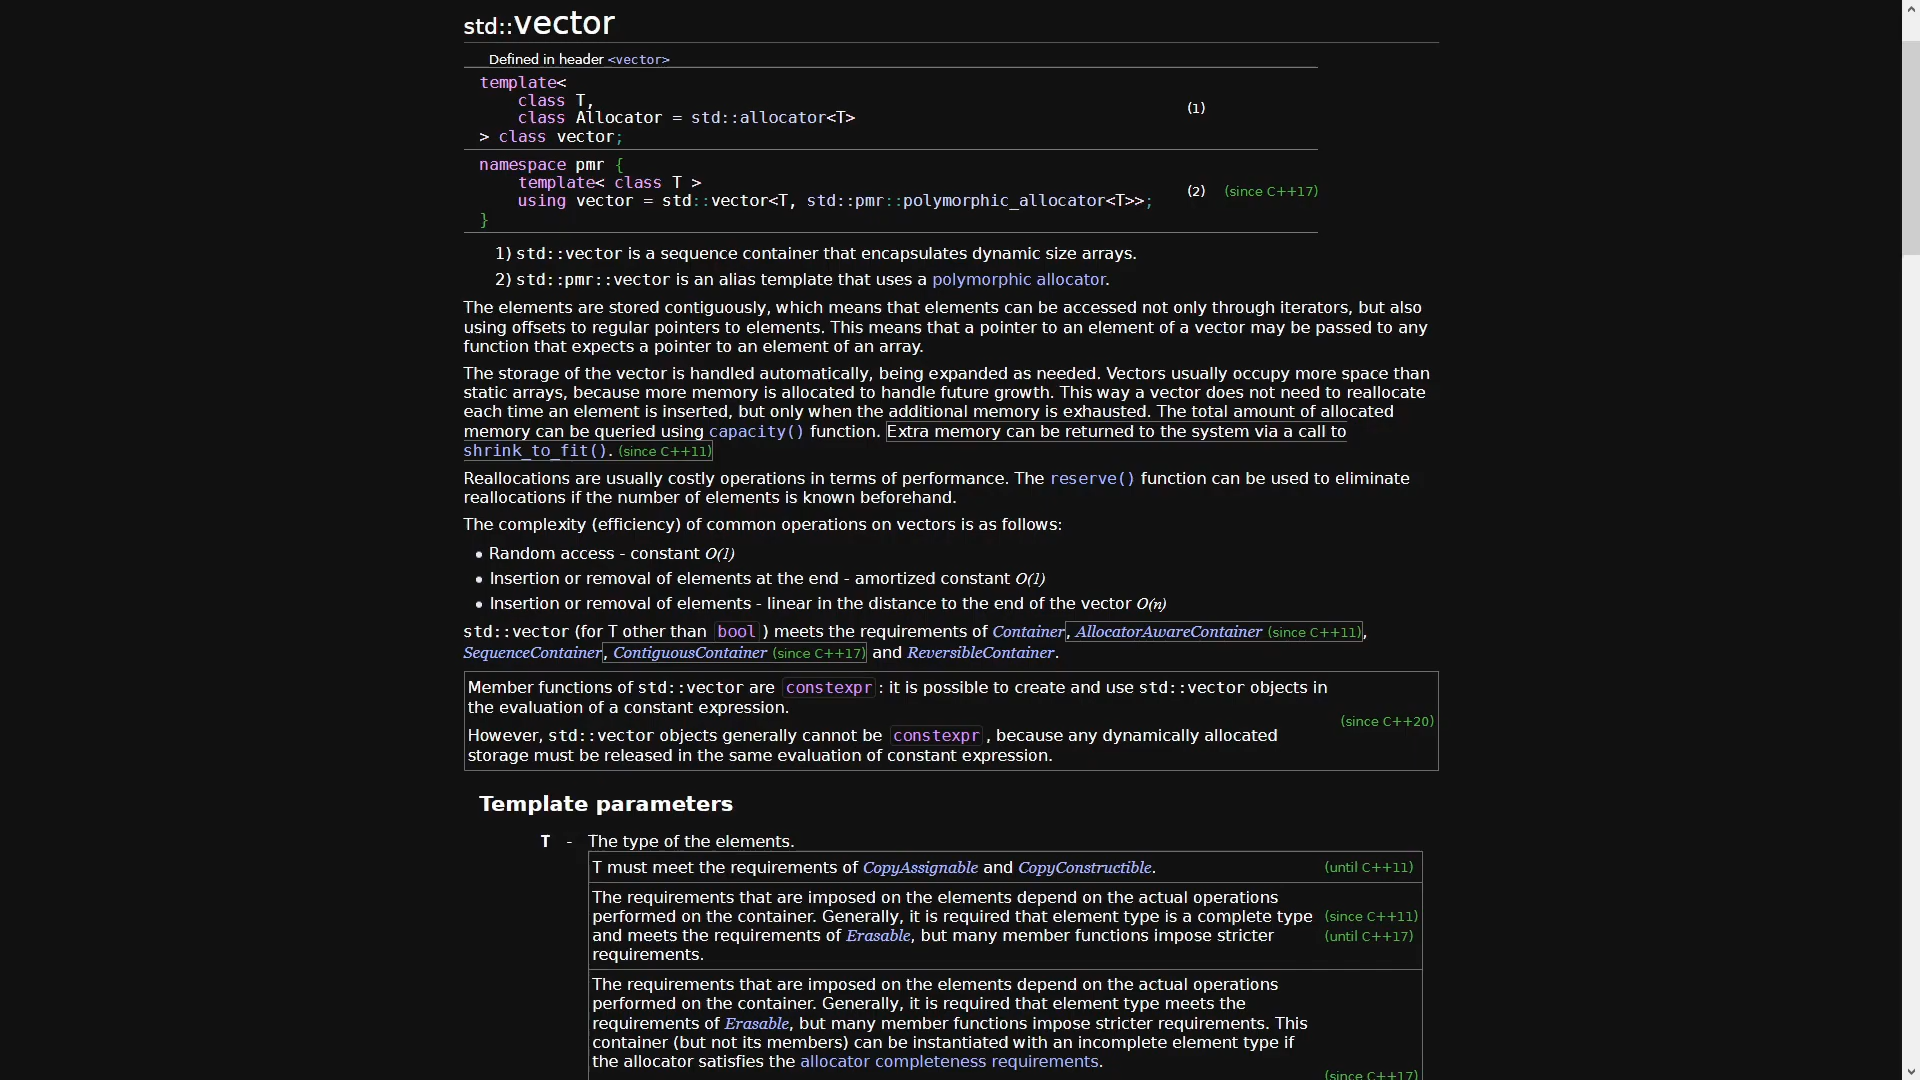 std::vector
Defined in header <vector>
template<
    class T,
    class Allocator = std::allocator<T>
> class vector;
(1)
namespace pmr {
    template< class T >
    using vector = std::vector<T, std::pmr::polymorphic_allocator<T>>;
}
(2) (since C++17)
1) std::vector is a sequence container that encapsulates dynamic size arrays.
2) std::pmr::vector is an alias template that uses a polymorphic allocator.
The elements are stored contiguously, which means that elements can be accessed not only through iterators, but also
using offsets to regular pointers to elements. This means that a pointer to an element of a vector may be passed to any
function that expects a pointer to an element of an array.
The storage of the vector is handled automatically, being expanded as needed. Vectors usually occupy more space than
static arrays, because more memory is allocated to handle future growth. This way a vector does not need to reallocate
each time an element is inserted, but only when the additional memory is exhausted. The total amount of allocated
memory can be queried using capacity() function. Extra memory can be returned to the system via a call to
shrink_to_fit(). (since C++11)
Reallocations are usually costly operations in terms of performance. The reserve() function can be used to eliminate
reallocations if the number of elements is known beforehand.
The complexity (efficiency) of common operations on vectors is as follows:
• Random access - constant O(1)
• Insertion or removal of elements at the end - amortized constant O(1)
• Insertion or removal of elements - linear in the distance to the end of the vector O(n)
std::vector (for T other than bool) meets the requirements of Container, AllocatorAwareContainer (since C++11),
SequenceContainer, ContiguousContainer (since C++17) and ReversibleContainer.
Member functions of std::vector are constexpr: it is possible to create and use std::vector objects in
the evaluation of a constant expression.
(since C++20)
However, std::vector objects generally cannot be constexpr, because any dynamically allocated
storage must be released in the same evaluation of constant expression.
Template parameters
T - The type of the elements.
T must meet the requirements of CopyAssignable and CopyConstructible. (until C++11)
The requirements that are imposed on the elements depend on the actual operations
performed on the container. Generally, it is required that element type is a complete type (since C++11)
and meets the requirements of Erasable, but many member functions impose stricter (until C++17)
requirements.
The requirements that are imposed on the elements depend on the actual operations
performed on the container. Generally, it is required that element type meets the
requirements of Erasable, but many member functions impose stricter requirements. This
container (but not its members) can be instantiated with an incomplete element type if
the allocator satisfies the allocator completeness requirements.
(since C++17)